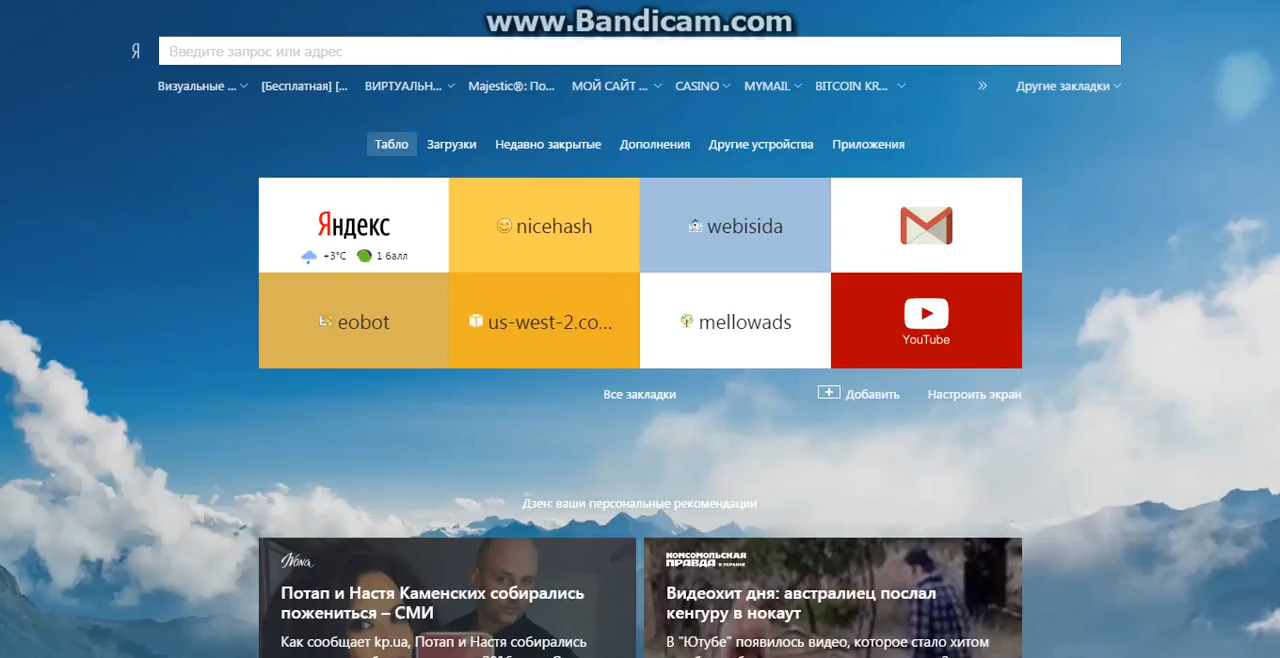 www.Bandicam.com
Я Введите запрос или адрес
Визуальные ... [Бесплатная] [... ВИРТУАЛЬН... Majestic®: По... МОЙ САЙТ ... CASINO MYMAIL BITCOIN KR... » Другие закладки
Табло Загрузки Недавно закрытые Дополнения Другие устройства Приложения
Яндекс
+3°C 1 балл
nicehash
webisida
eobot
us-west-2.co...
mellowads
YouTube
Все закладки Добавить Настроить экран
Дзен: ваши персональные рекомендации
Потап и Настя Каменских собирались
пожениться – СМИ
Как сообщает kp.ua, Потап и Настя собирались
КОМСОМОЛЬСКАЯ
ПРАВДА В УКРАИНЕ
Видеохит дня: австралиец послал
кенгуру в нокаут
В "Ютубе" появилось видео, которое стало хитом